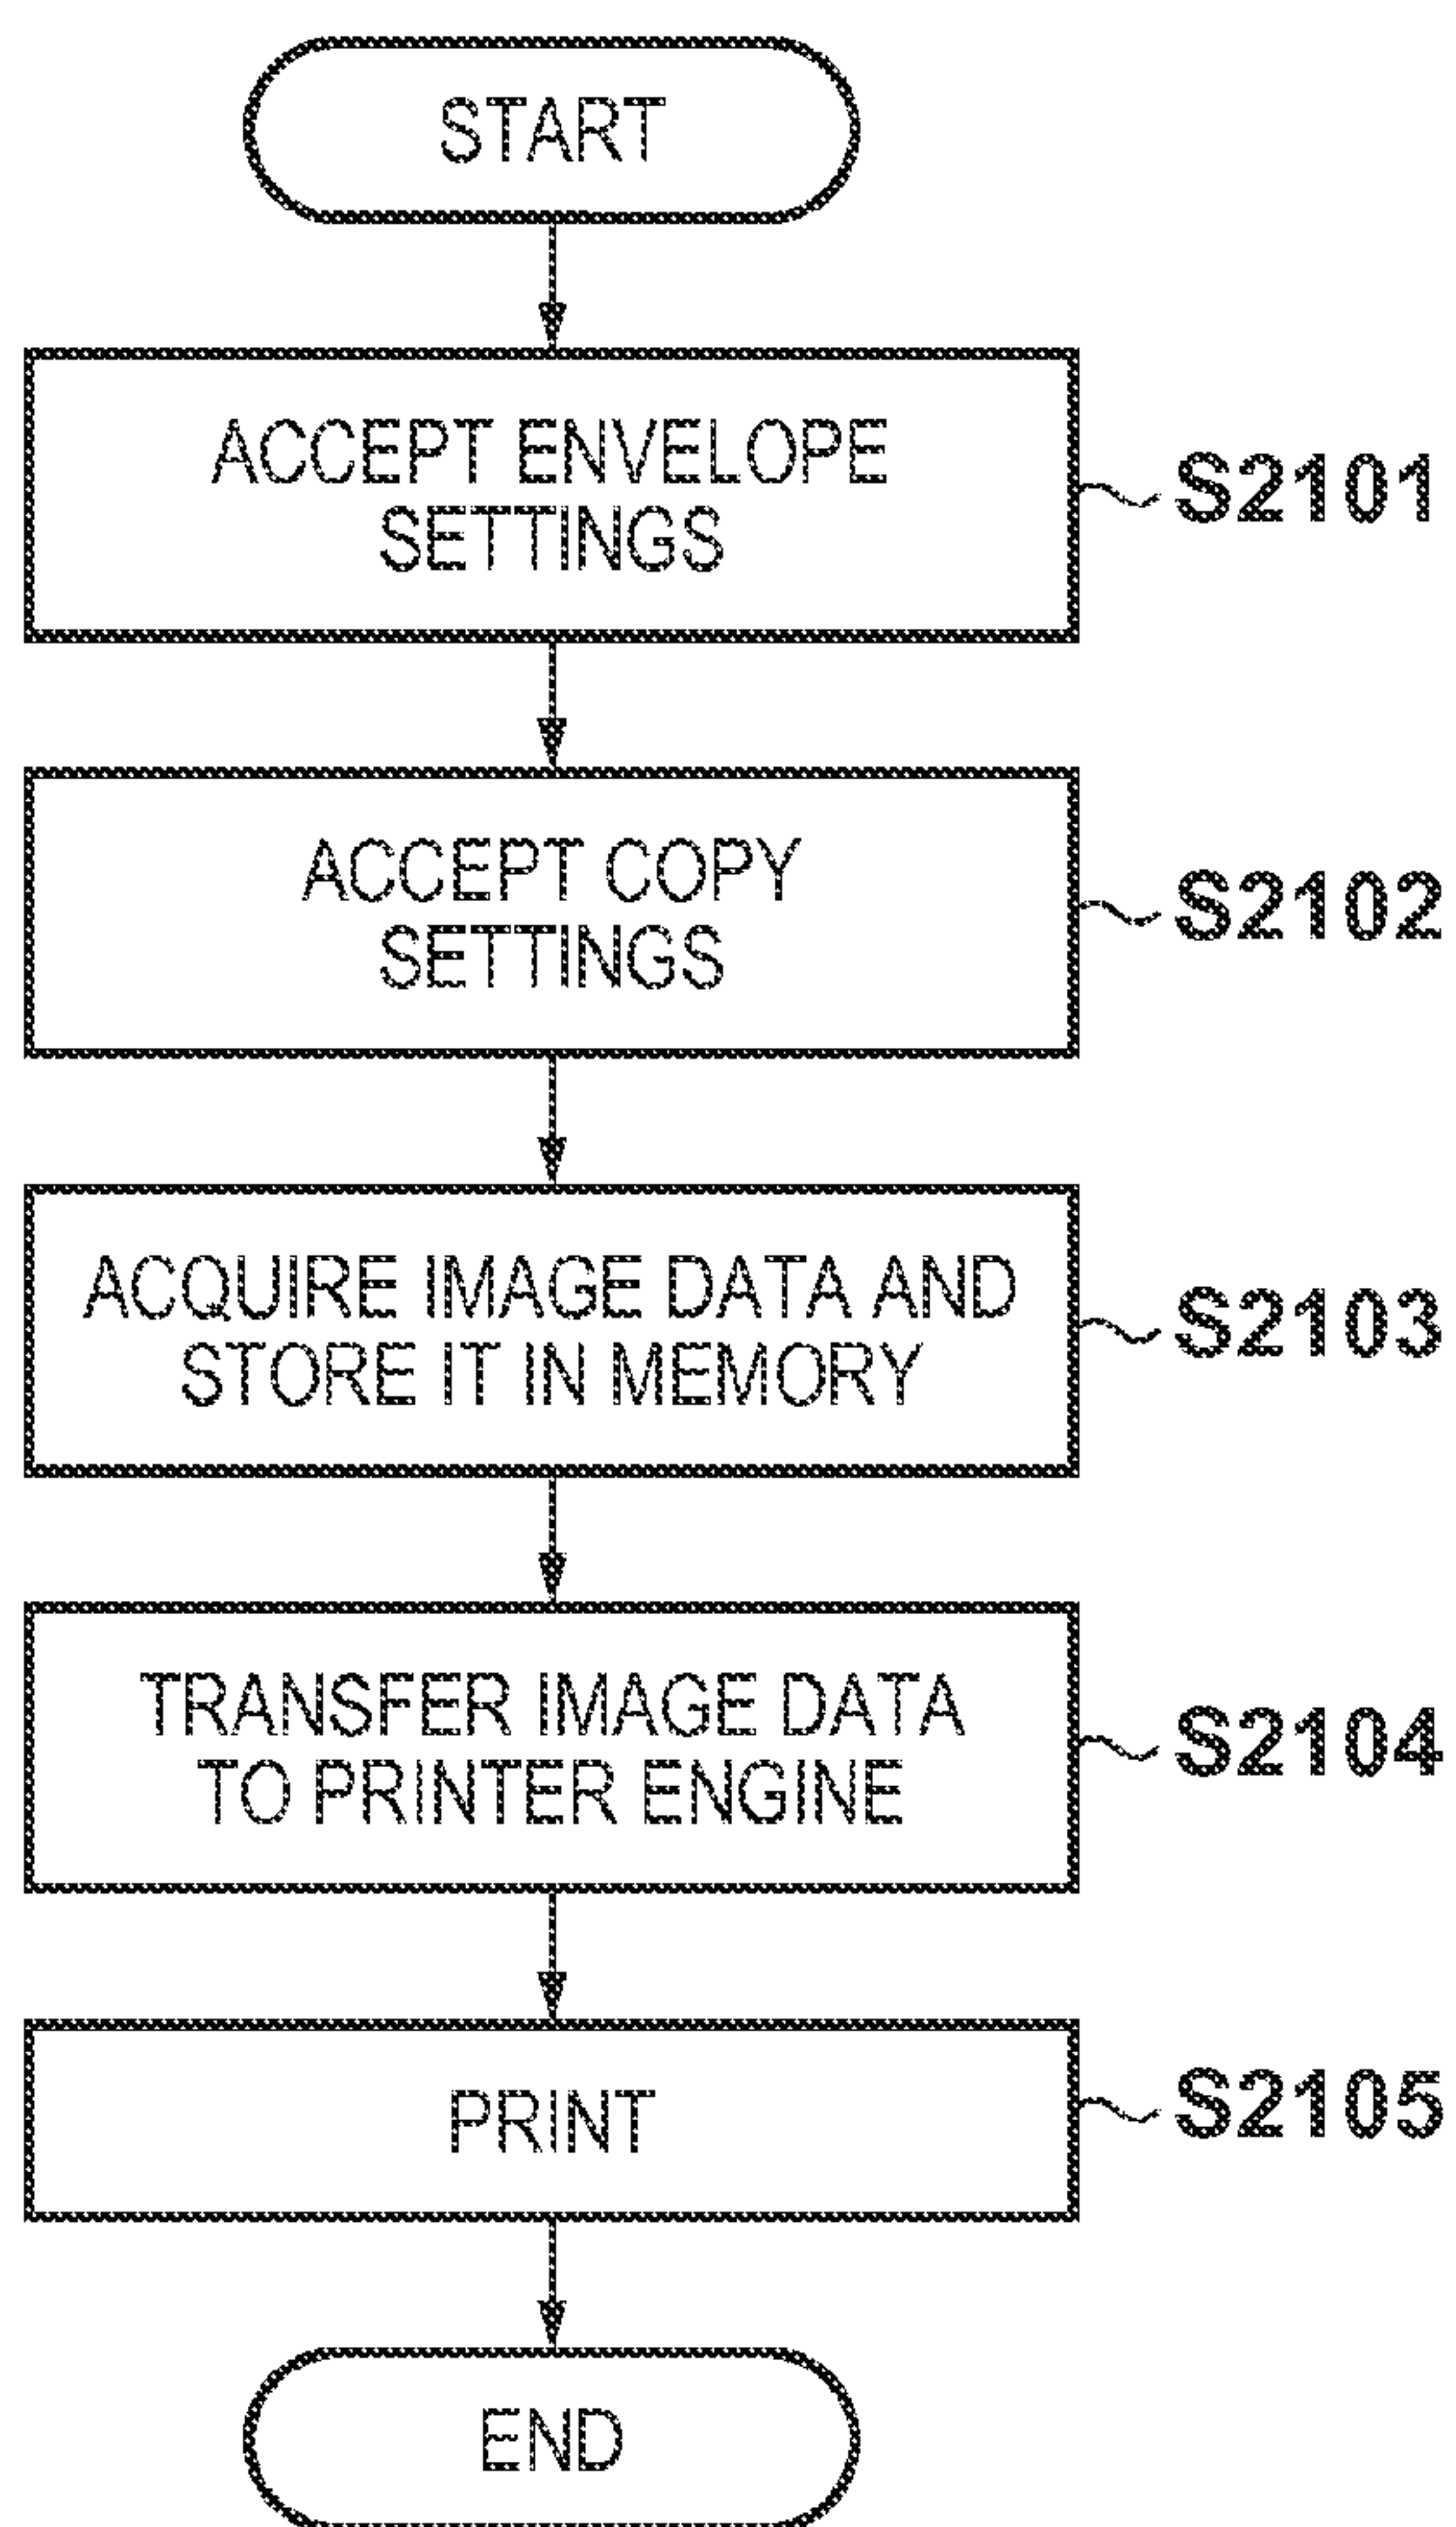 START
ACCEPT ENVELOPE
SETTINGS
S2101
ACCEPT COPY
SETTINGS
S2102
ACQUIRE IMAGE DATA AND
STORE IT IN MEMORY
S2103
TRANSFER IMAGE DATA
TO PRINTER ENGINE
S2104
PRINT
S2105
END